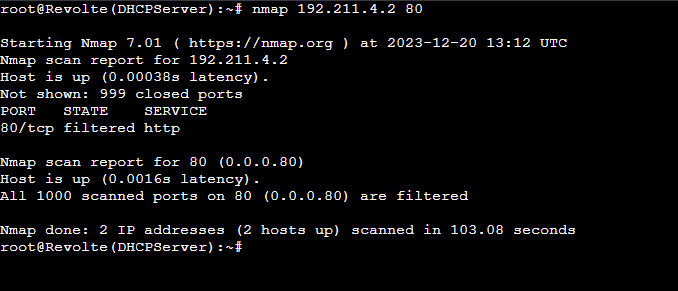 root@Revolte(DHCPServer):~# nmap 192.211.4.2 80
Starting Nmap 7.01 ( https://nmap.org ) at 2023-12-20 13:12 UTC
Nmap scan report for 192.211.4.2
Host is up (0.00038s latency).
Not shown: 999 closed ports
PORT   STATE    SERVICE
80/tcp filtered http
Nmap scan report for 80 (0.0.0.80)
Host is up (0.0016s latency).
All 1000 scanned ports on 80 (0.0.0.80) are filtered
Nmap done: 2 IP addresses (2 hosts up) scanned in 103.08 seconds
root@Revolte(DHCPServer):~#